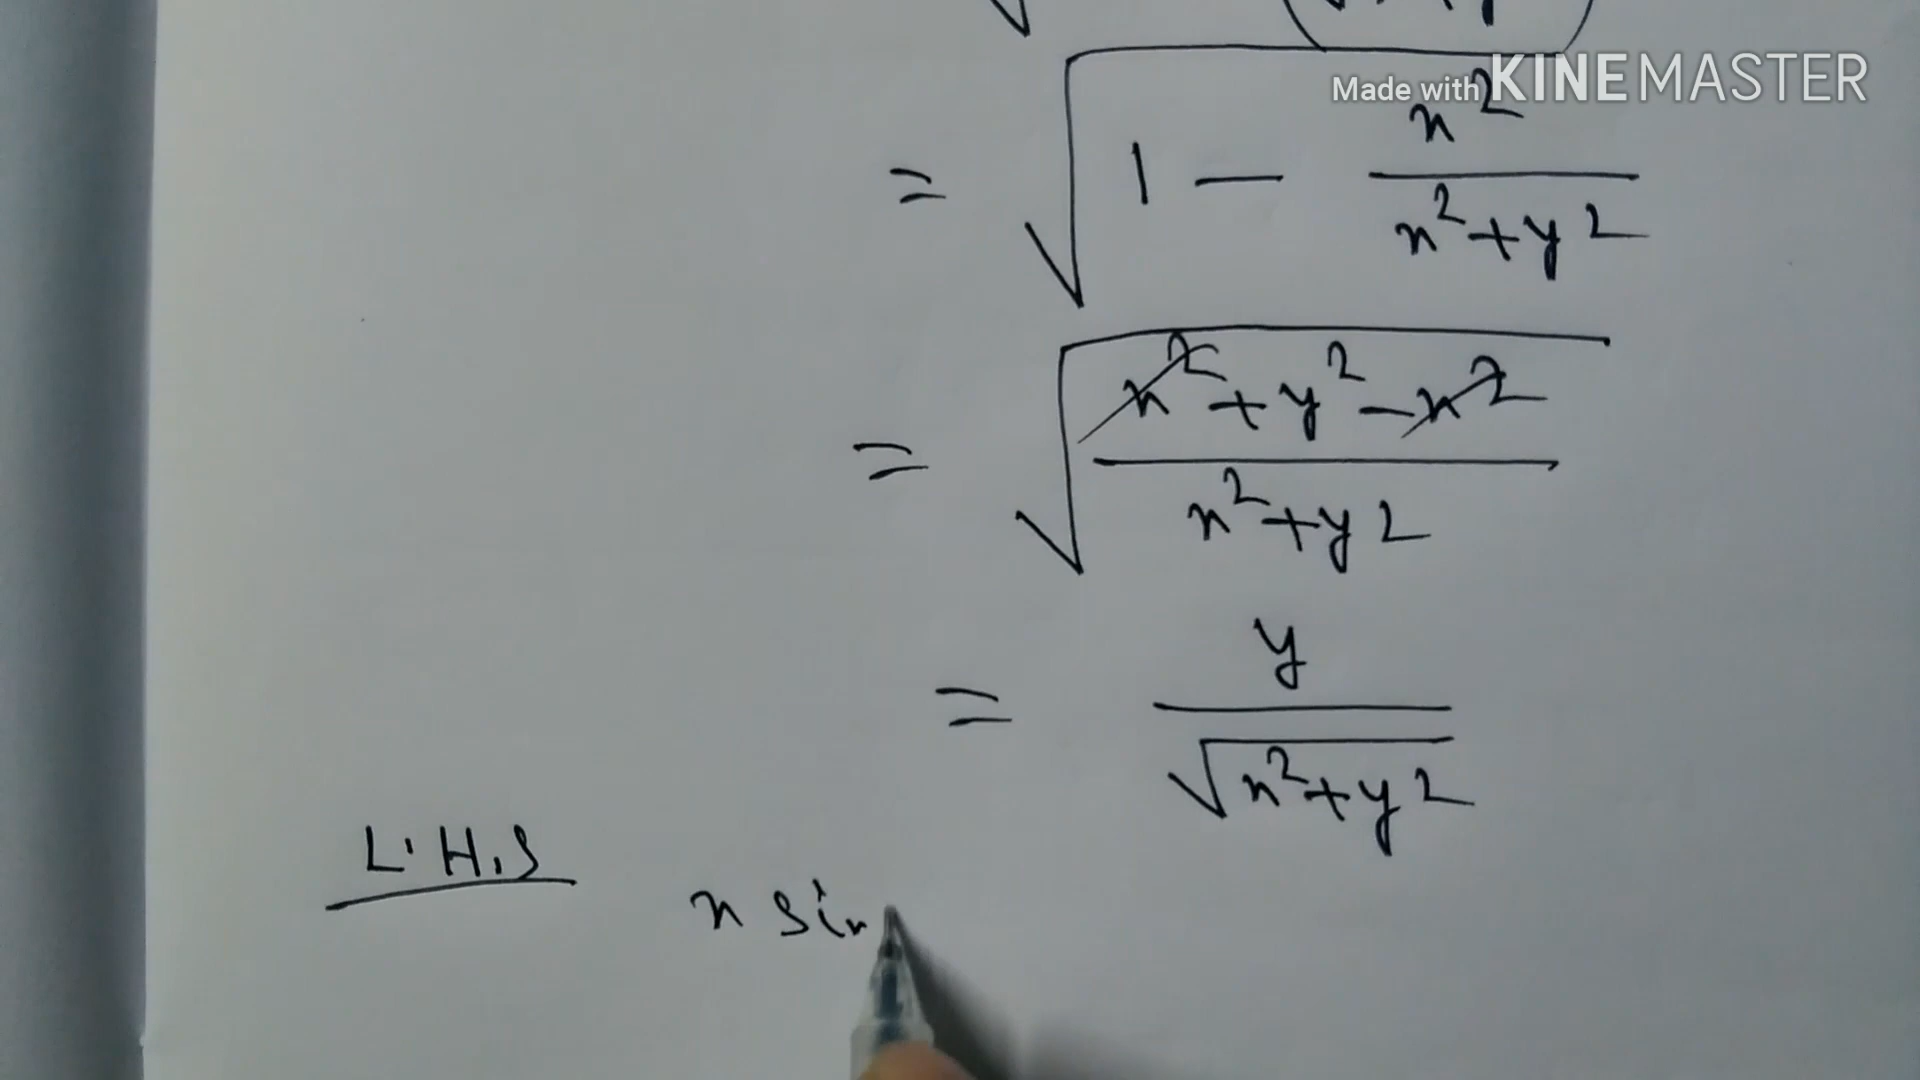 Made with KINEMASTER
= √(1 − x²/(x²+y²))
= √((x²+y²−x²)/(x²+y²))
= y/√(x²+y²)
L.H.S
x sin